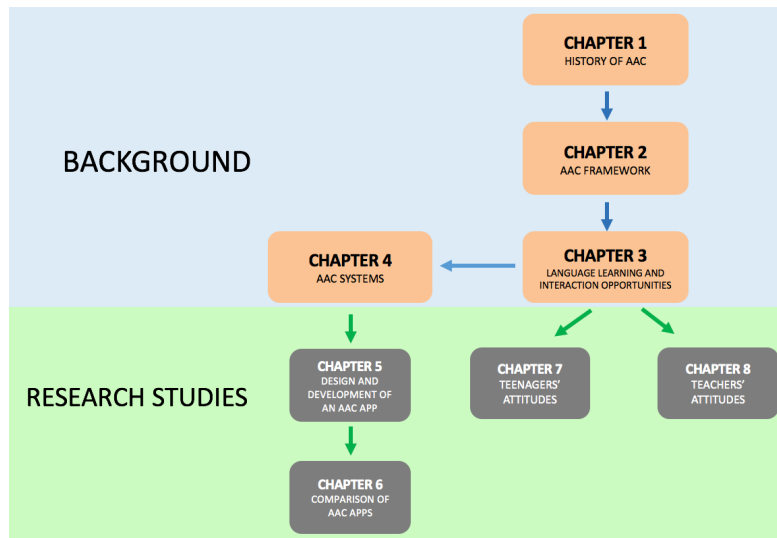 CHAPTER 1
HISTORY OF AAC
BACKGROUND
CHAPTER 2
AAC FRAMEWORK
CHAPTER 4
AAC SYSTEMS
CHAPTER 3
LANGUAGE LEARNING AND
INTERACTION OPPORTUNITIES
RESEARCH STUDIES
CHAPTER 5
DESIGN AND
DEVELOPMENT OF
AN AAC APP
CHAPTER 7
TEENAGERS'
ATTITUDES
CHAPTER 8
TEACHERS'
ATTITUDES
CHAPTER 6
COMPARISON OF
AAC APPS